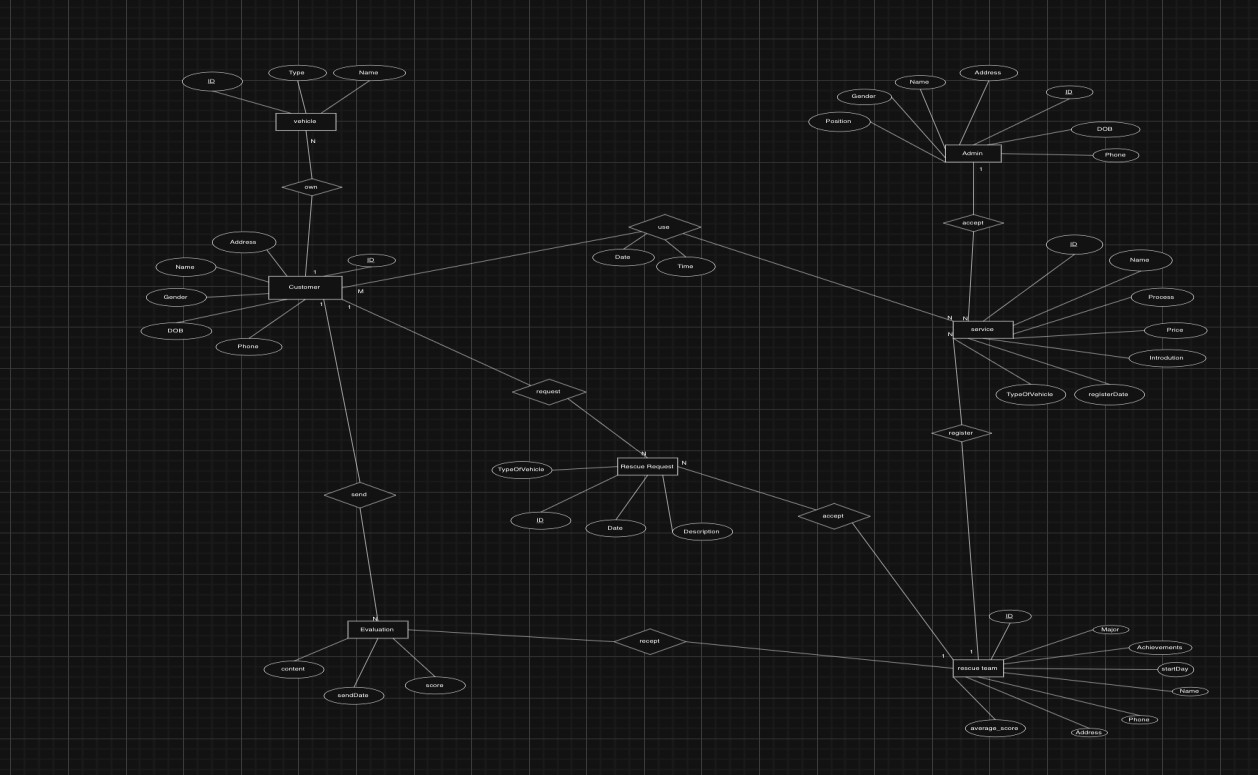 ID
Type
Name
vehicle
N
own
Address
Name
Gender
DOB
Phone
ID
1
Customer
M
1
1
use
Date
Time
Position
Gender
Name
Address
ID
DOB
Phone
Admin
1
accept
ID
Name
Process
Price
Introdution
registerDate
TypeOfVehicle
N
N
N
service
register
request
N
Rescue Request
N
TypeOfVehicle
ID
Date
Description
accept
send
N
Evaluation
content
sendDate
score
recept
1
1
rescue team
ID
Major
Achievements
startDay
Name
Phone
Address
average_score